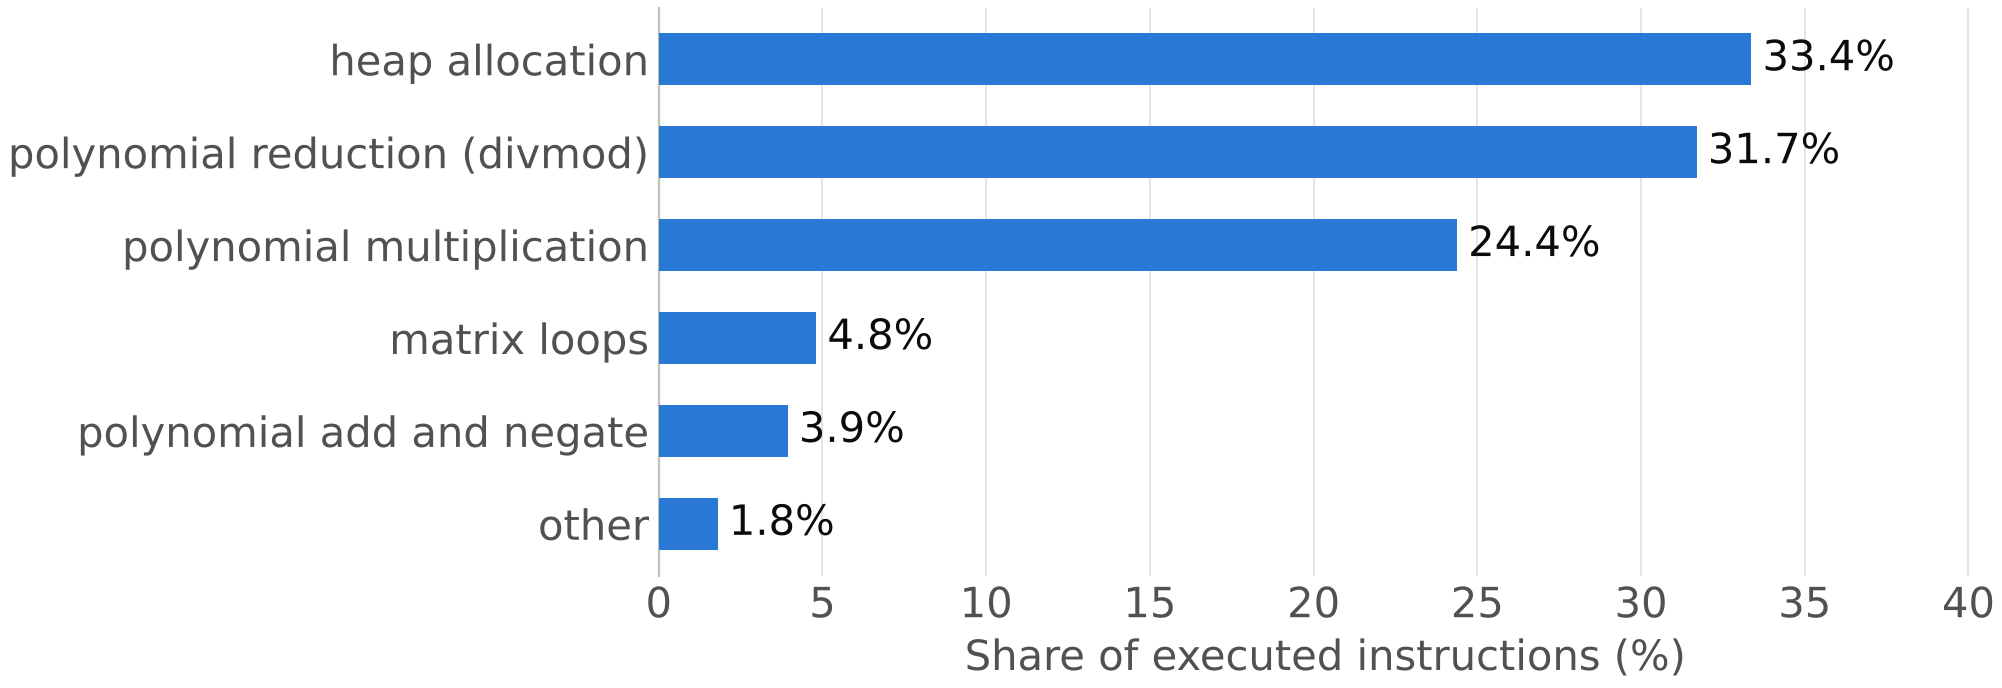 heap allocation 33.4%
polynomial reduction (divmod) 31.7%
polynomial multiplication 24.4%
matrix loops 4.8%
polynomial add and negate 3.9%
other 1.8%
0 5 10 15 20 25 30 35 40
Share of executed instructions (%)